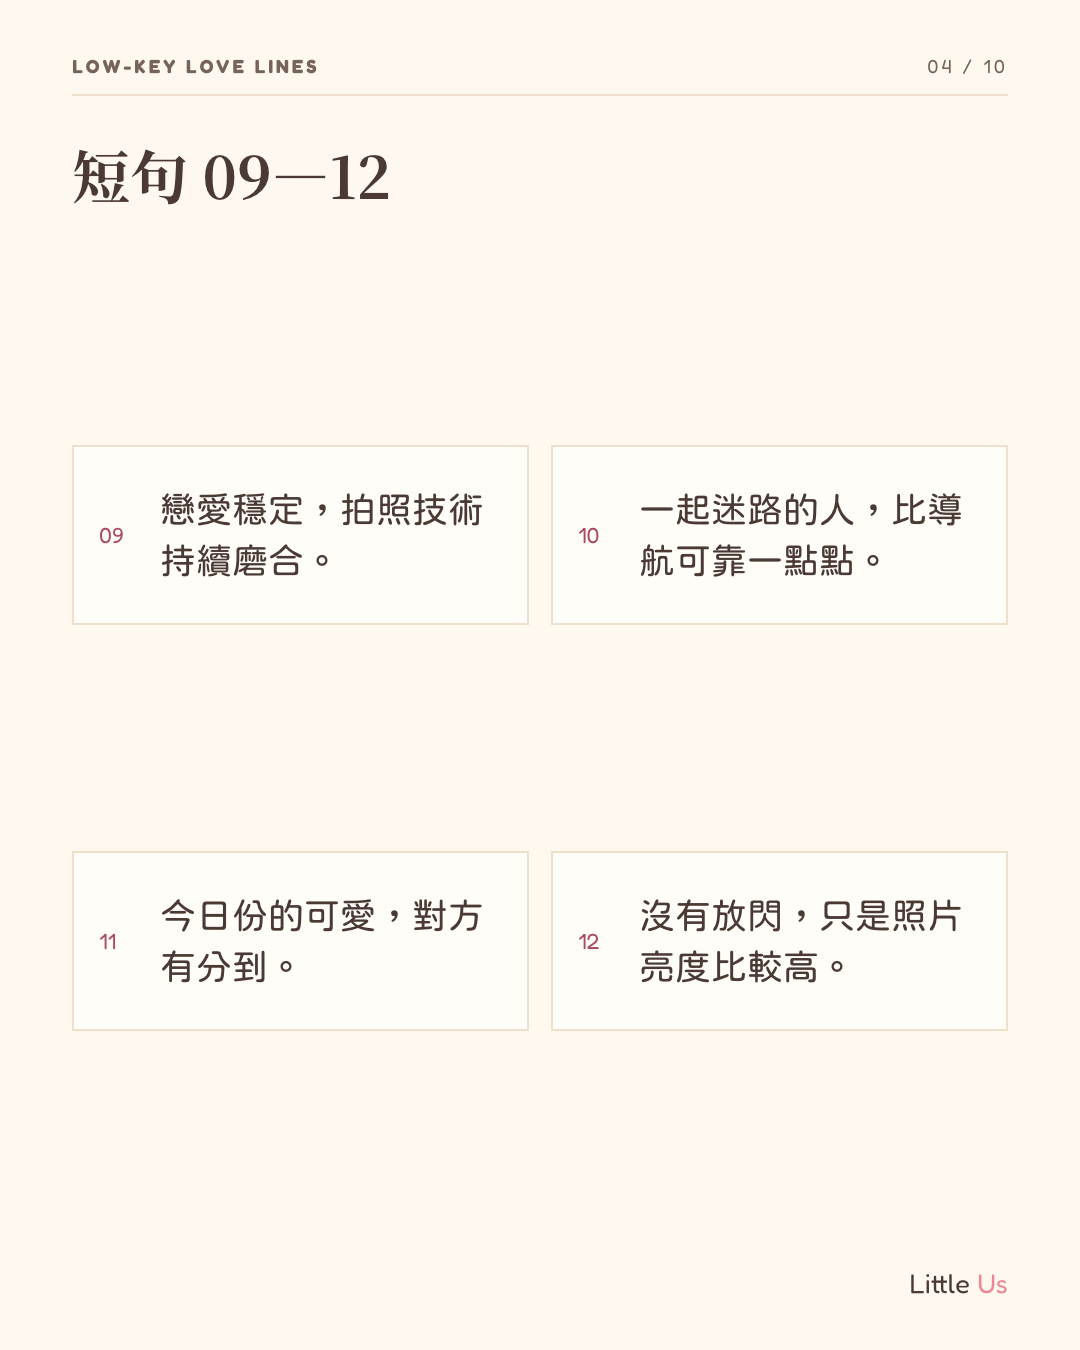 LOW-KEY LOVE LINES
04 / 10
短句 09—12
09
戀愛穩定，拍照技術
持續磨合。
10
一起迷路的人，比導
航可靠一點點。
11
今日份的可愛，對方
有分到。
12
沒有放閃，只是照片
亮度比較高。
Little Us